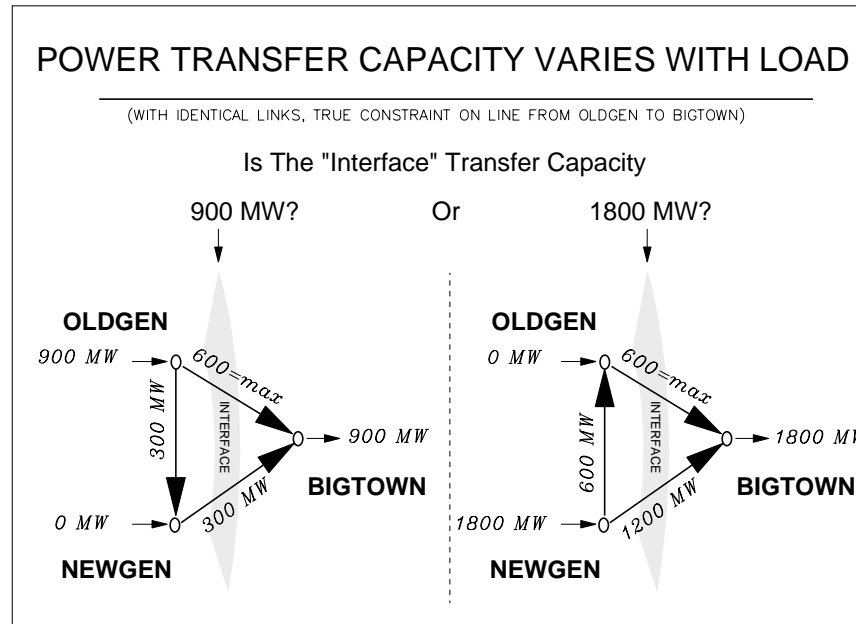 POWER TRANSFER CAPACITY VARIES WITH LOAD
(WITH IDENTICAL LINKS, TRUE CONSTRAINT ON LINE FROM OLDGEN TO BIGTOWN)
Is The "Interface" Transfer Capacity
900 MW? Or 1800 MW?
OLDGEN
900 MW
600=max
300 MW
INTERFACE
900 MW
BIGTOWN
300 MW
0 MW
NEWGEN
OLDGEN
0 MW
600=max
600 MW
INTERFACE
1800 MW
BIGTOWN
1200 MW
1800 MW
NEWGEN